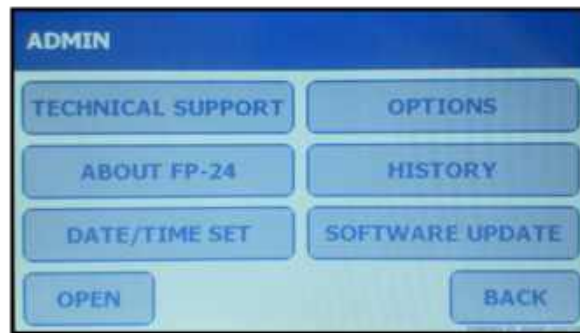 ADMIN
TECHNICAL SUPPORT OPTIONS
ABOUT FP-24 HISTORY
DATE/TIME SET SOFTWARE UPDATE
OPEN BACK